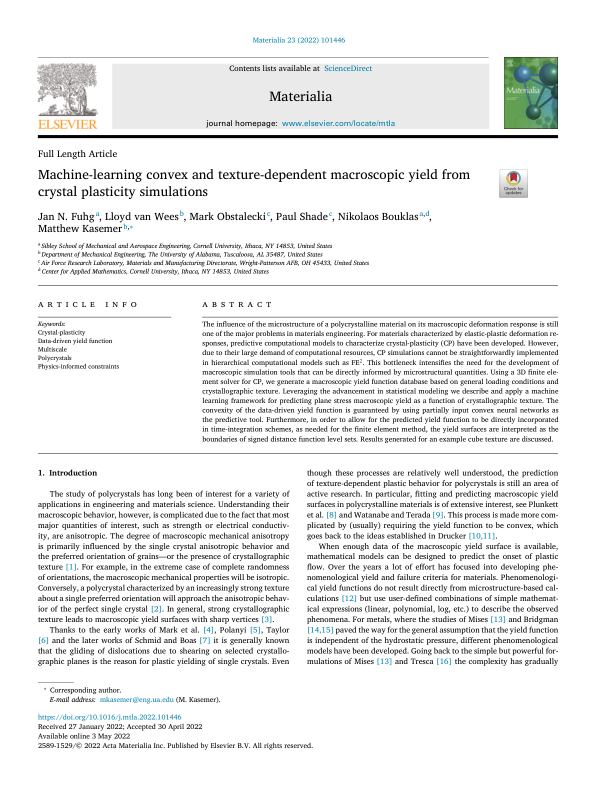 Materialia 23 (2022) 101446
Contents lists available at ScienceDirect
Materialia
journal homepage: www.elsevier.com/locate/mtla
ELSEVIER
Materialia
Full Length Article
Machine-learning convex and texture-dependent macroscopic yield from
crystal plasticity simulations
Check for
updates
Jan N. Fuhg a, Lloyd van Wees b, Mark Obstalecki c, Paul Shade c, Nikolaos Bouklas a,d,
Matthew Kasemer b,*
a Sibley School of Mechanical and Aerospace Engineering, Cornell University, Ithaca, NY 14853, United States
b Department of Mechanical Engineering, The University of Alabama, Tuscaloosa, AL 35487, United States
c Air Force Research Laboratory, Materials and Manufacturing Directorate, Wright-Patterson AFB, OH 45433, United States
d Center for Applied Mathematics, Cornell University, Ithaca, NY 14853, United States
ARTICLE INFO
Keywords:
Crystal-plasticity
Data-driven yield function
Multiscale
Polycrystals
Physics-informed constraints
ABSTRACT
The influence of the microstructure of a polycrystalline material on its macroscopic deformation response is still
one of the major problems in materials engineering. For materials characterized by elastic-plastic deformation re-
sponses, predictive computational models to characterize crystal-plasticity (CP) have been developed. However,
due to their large demand of computational resources, CP simulations cannot be straightforwardly implemented
in hierarchical computational models such as FE². This bottleneck intensifies the need for the development of
macroscopic simulation tools that can be directly informed by microstructural quantities. Using a 3D finite ele-
ment solver for CP, we generate a macroscopic yield function database based on general loading conditions and
crystallographic texture. Leveraging the advancement in statistical modeling we describe and apply a machine
learning framework for predicting plane stress macroscopic yield as a function of crystallographic texture. The
convexity of the data-driven yield function is guaranteed by using partially input convex neural networks as
the predictive tool. Furthermore, in order to allow for the predicted yield function to be directly incorporated
in time-integration schemes, as needed for the finite element method, the yield surfaces are interpreted as the
boundaries of signed distance function level sets. Results generated for an example cube texture are discussed.
1. Introduction
The study of polycrystals has long been of interest for a variety of
applications in engineering and materials science. Understanding their
macroscopic behavior, however, is complicated due to the fact that most
major quantities of interest, such as strength or electrical conductiv-
ity, are anisotropic. The degree of macroscopic mechanical anisotropy
is primarily influenced by the single crystal anisotropic behavior and
the preferred orientation of grains—or the presence of crystallographic
texture [1]. For example, in the extreme case of complete randomness
of orientations, the macroscopic mechanical properties will be isotropic.
Conversely, a polycrystal characterized by an increasingly strong texture
about a single preferred orientation will approach the anisotropic behav-
ior of the perfect single crystal [2]. In general, strong crystallographic
texture leads to macroscopic yield surfaces with sharp vertices [3].
Thanks to the early works of Mark et al. [4], Polanyi [5], Taylor
[6] and the later works of Schmid and Boas [7] it is generally known
that the gliding of dislocations due to shearing on selected crystallo-
graphic planes is the reason for plastic yielding of single crystals. Even
though these processes are relatively well understood, the prediction
of texture-dependent plastic behavior for polycrystals is still an area of
active research. In particular, fitting and predicting macroscopic yield
surfaces in polycrystalline materials is of extensive interest, see Plunkett
et al. [8] and Watanabe and Terada [9]. This process is made more com-
plicated by (usually) requiring the yield function to be convex, which
goes back to the ideas established in Drucker [10,11].
When enough data of the macroscopic yield surface is available,
mathematical models can be designed to predict the onset of plastic
flow. Over the years a lot of effort has focused into developing phe-
nomenological yield and failure criteria for materials. Phenomenologi-
cal yield functions do not result directly from microstructure-based cal-
culations [12] but use user-defined combinations of simple mathemat-
ical expressions (linear, polynomial, log, etc.) to describe the observed
phenomena. For metals, where the studies of Mises [13] and Bridgman
[14,15] paved the way for the general assumption that the yield function
is independent of the hydrostatic pressure, different phenomenological
models have been developed. Going back to the simple but powerful for-
mulations of Mises [13] and Tresca [16] the complexity has gradually
* Corresponding author.
E-mail address: mkasemer@eng.ua.edu (M. Kasemer).
https://doi.org/10.1016/j.mtla.2022.101446
Received 27 January 2022; Accepted 30 April 2022
Available online 3 May 2022
2589-1529/© 2022 Acta Materialia Inc. Published by Elsevier B.V. All rights reserved.